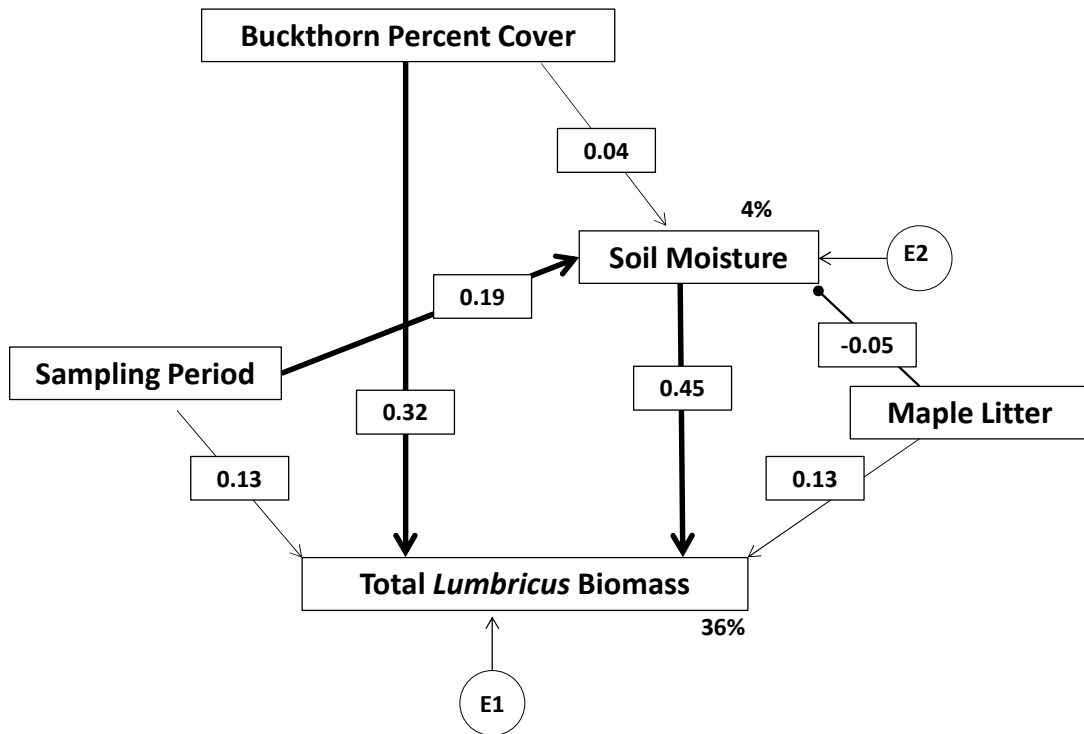 Buckthorn Percent Cover
0.04
4%
Soil Moisture
E2
0.19
-0.05
Sampling Period
0.32
0.45
Maple Litter
0.13
0.13
Total Lumbricus Biomass
36%
E1